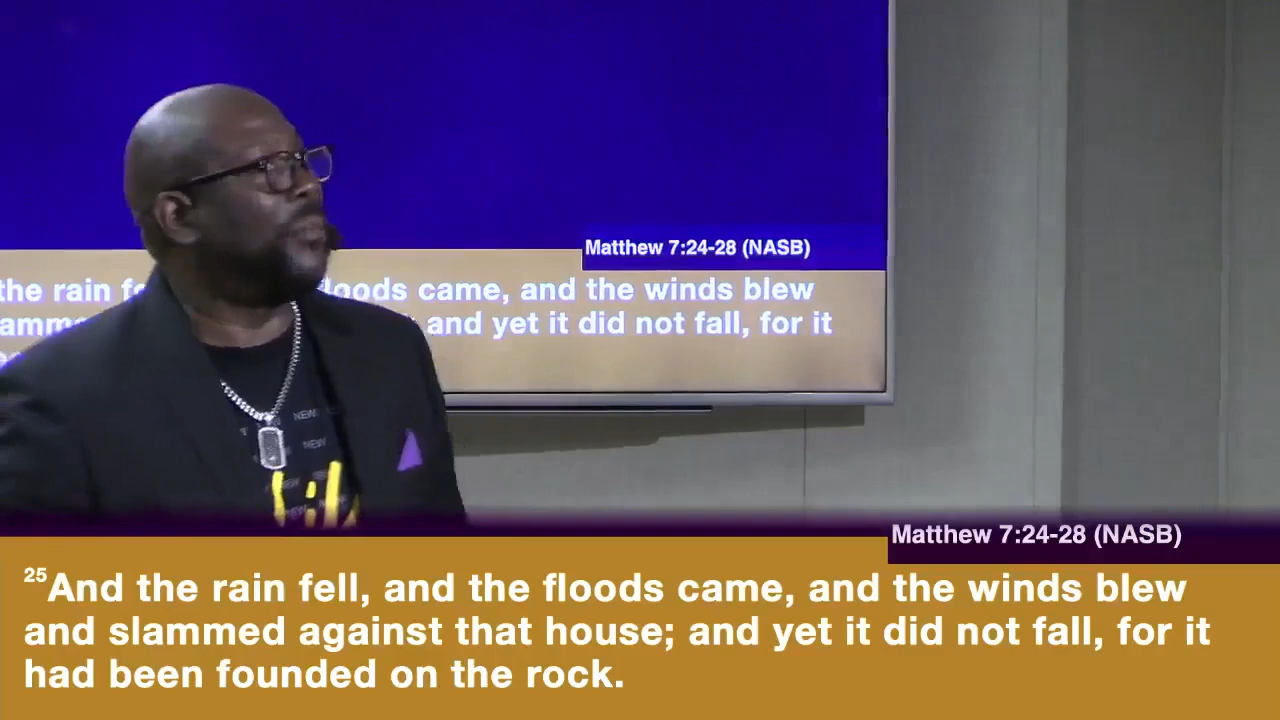 Matthew 7:24-28 (NASB)
the rain loods came, and the winds blew
and yet it did not fall, for it
NEW
NEW
NEW
Matthew 7:24-28 (NASB)
25And the rain fell, and the floods came, and the winds blew
and slammed against that house; and yet it did not fall, for it
had been founded on the rock.